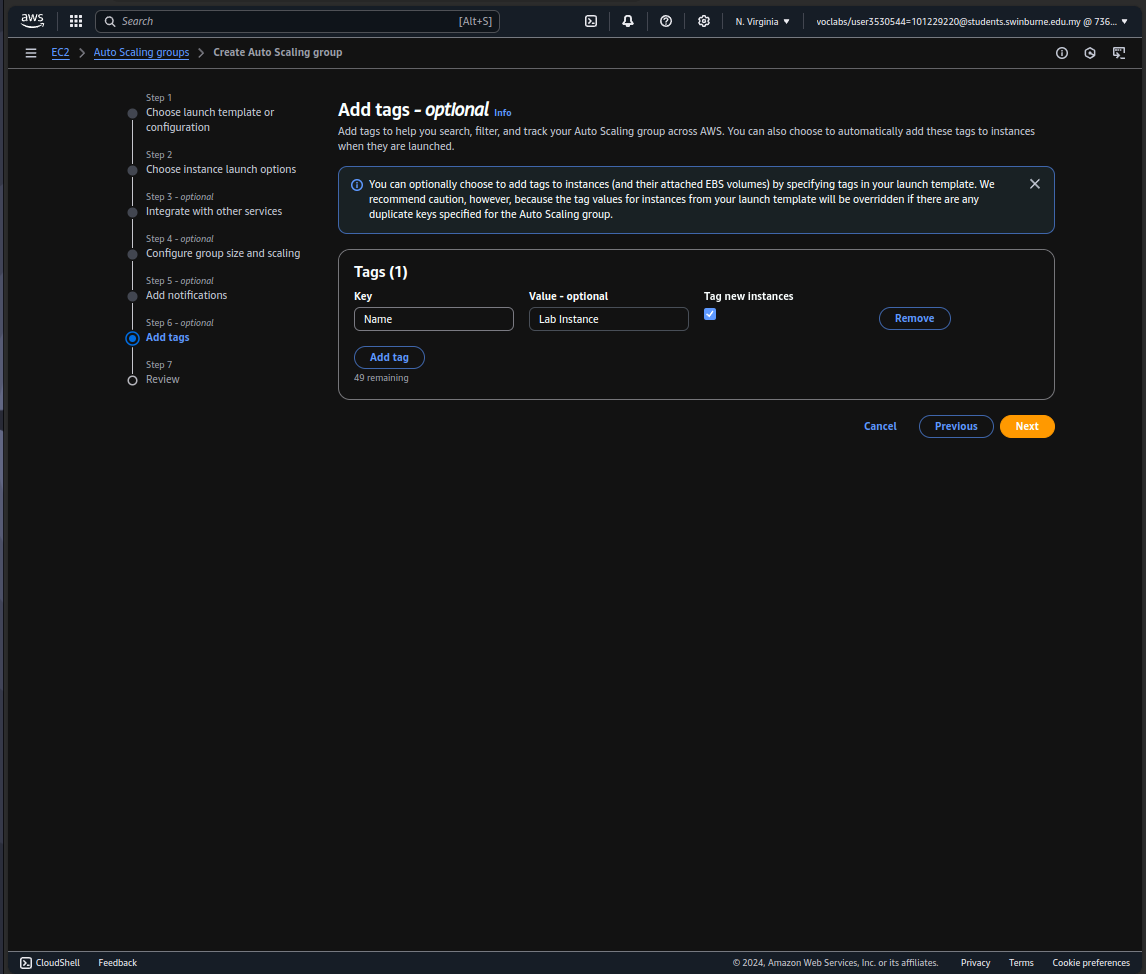 aws
Search [Alt+S]
N. Virginia
voclabs/user3530544=101229220@students.swinburne.edu.my @ 736...
EC2 > Auto Scaling groups > Create Auto Scaling group
Step 1
Choose launch template or
configuration
Step 2
Choose instance launch options
Step 3 - optional
Integrate with other services
Step 4 - optional
Configure group size and scaling
Step 5 - optional
Add notifications
Step 6 - optional
Add tags
Step 7
Review
Add tags - optional Info
Add tags to help you search, filter, and track your Auto Scaling group across AWS. You can also choose to automatically add these tags to instances
when they are launched.
You can optionally choose to add tags to instances (and their attached EBS volumes) by specifying tags in your launch template. We
recommend caution, however, because the tag values for instances from your launch template will be overridden if there are any
duplicate keys specified for the Auto Scaling group.
Tags (1)
Key Value - optional Tag new instances
Name Lab Instance Remove
Add tag
49 remaining
Cancel Previous Next
CloudShell Feedback © 2024, Amazon Web Services, Inc. or its affiliates. Privacy Terms Cookie preferences